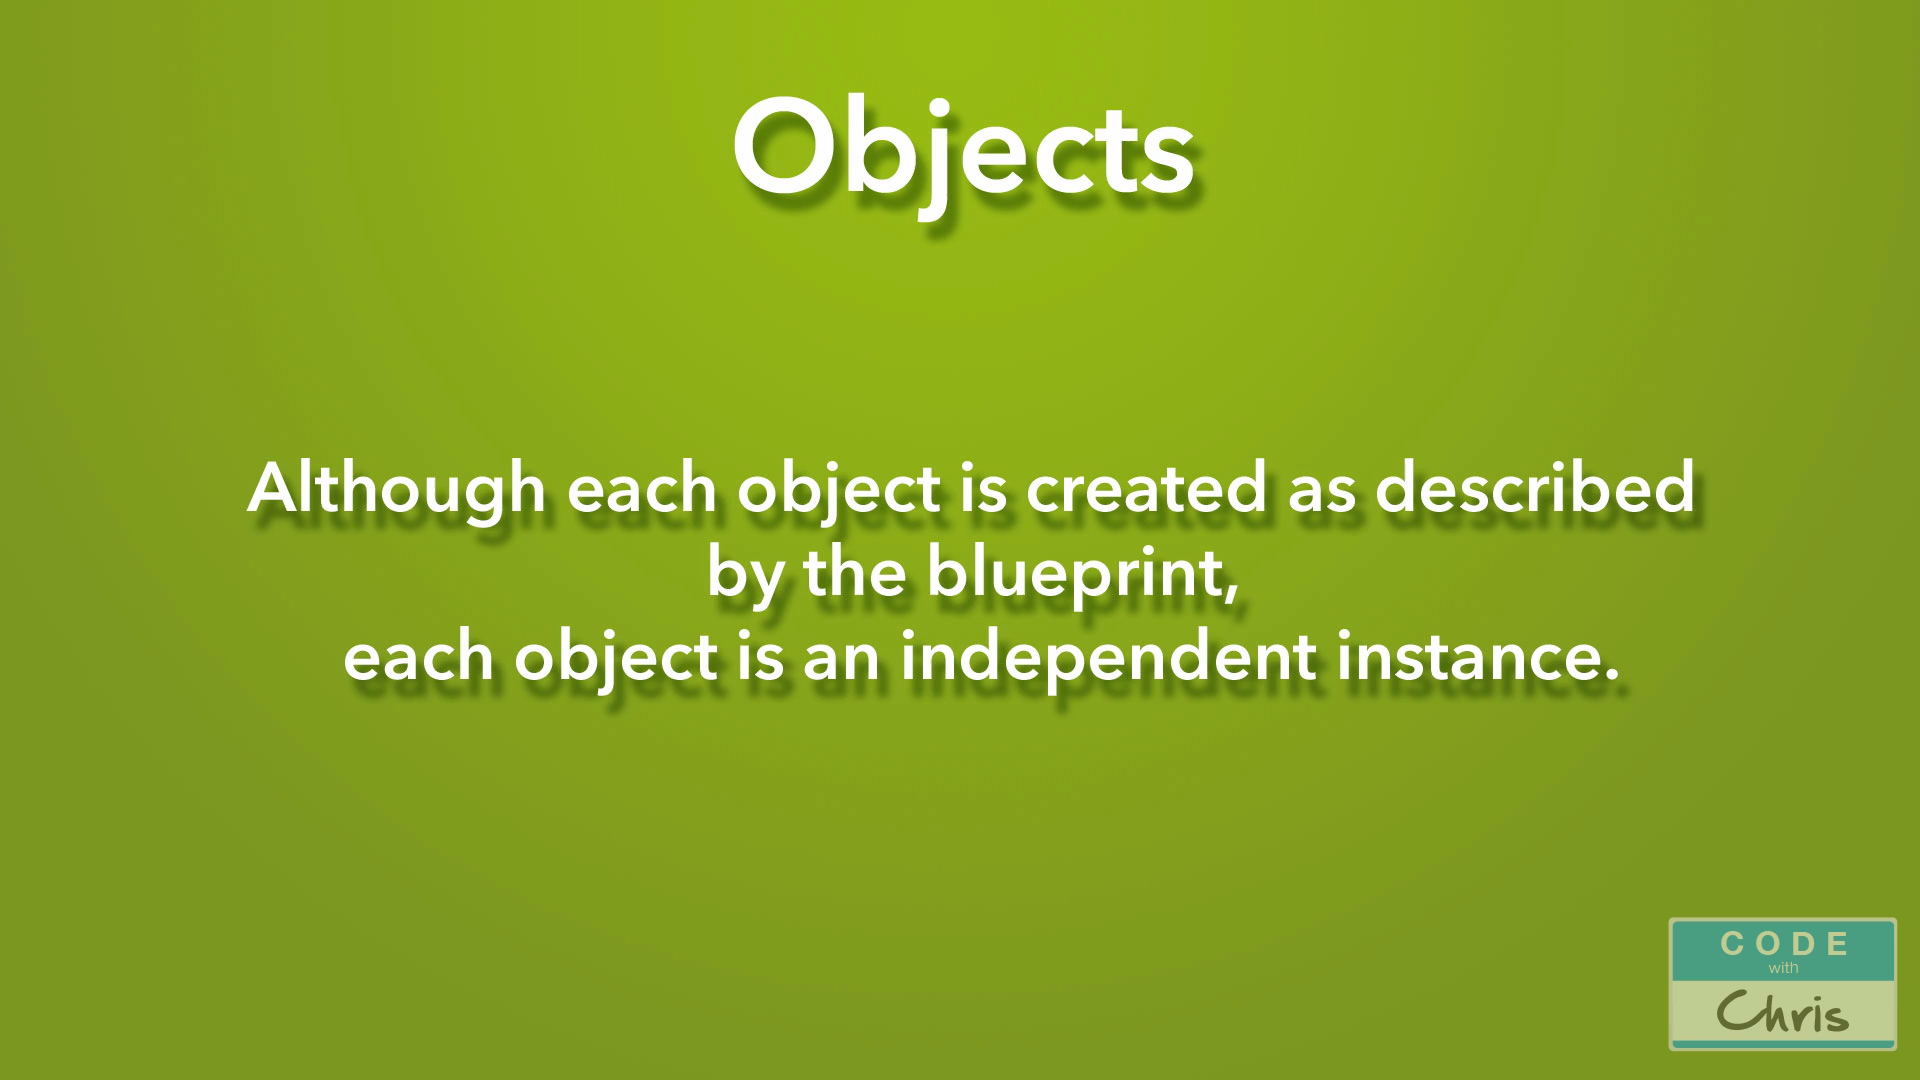 Objects
Although each object is created as described
by the blueprint,
each object is an independent instance.
CODE
with
Chris